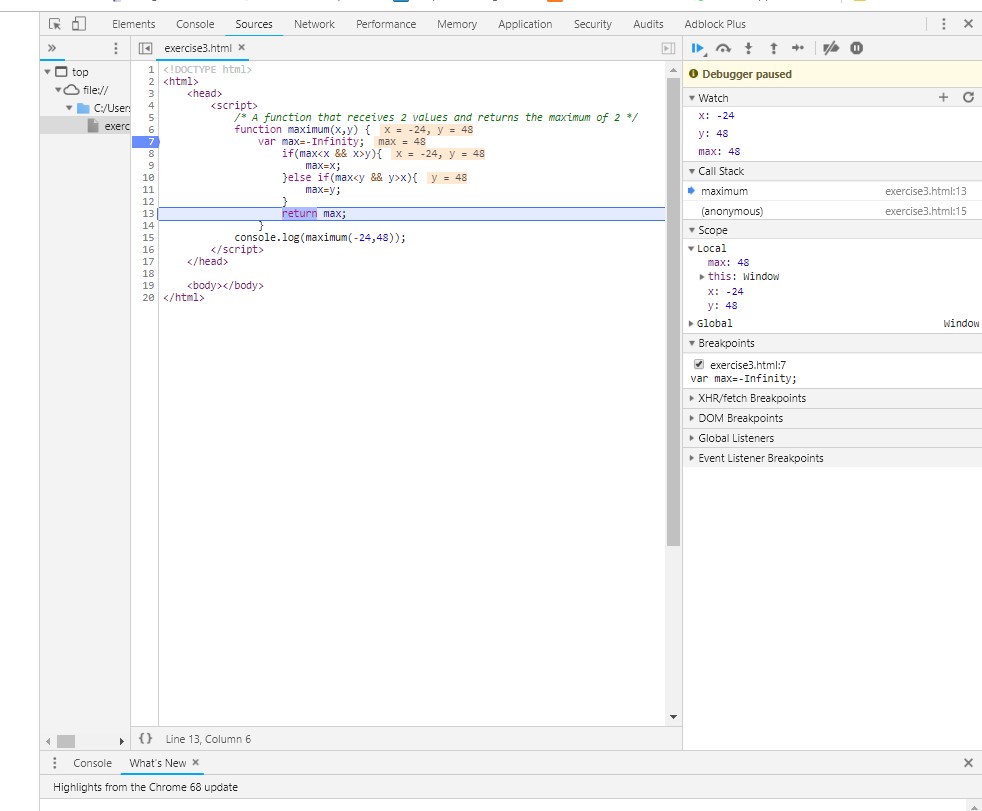 Elements Console Sources Network Performance Memory Application Security Audits Adblock Plus
exercise3.html
top
file://
C:/Users
exerc
1 <!DOCTYPE html>
2 <html>
3 <head>
4 <script>
5 /* A function that receives 2 values and returns the maximum of 2 */
6 function maximum(x,y) { x = -24, y = 48
7 var max=-Infinity; max = 48
8 if(max<x && x>y){ x = -24, y = 48
9 max=x;
10 }else if(max<y && y>x){ y = 48
11 max=y;
12 }
13 return max;
14 }
15 console.log(maximum(-24,48));
16 </script>
17 </head>
18
19 <body></body>
20 </html>
{} Line 13, Column 6
Debugger paused
Watch
x: -24
y: 48
max: 48
Call Stack
maximum exercise3.html:13
(anonymous) exercise3.html:15
Scope
Local
max: 48
this: Window
x: -24
y: 48
Global Window
Breakpoints
exercise3.html:7
var max=-Infinity;
XHR/fetch Breakpoints
DOM Breakpoints
Global Listeners
Event Listener Breakpoints
Console What's New
Highlights from the Chrome 68 update